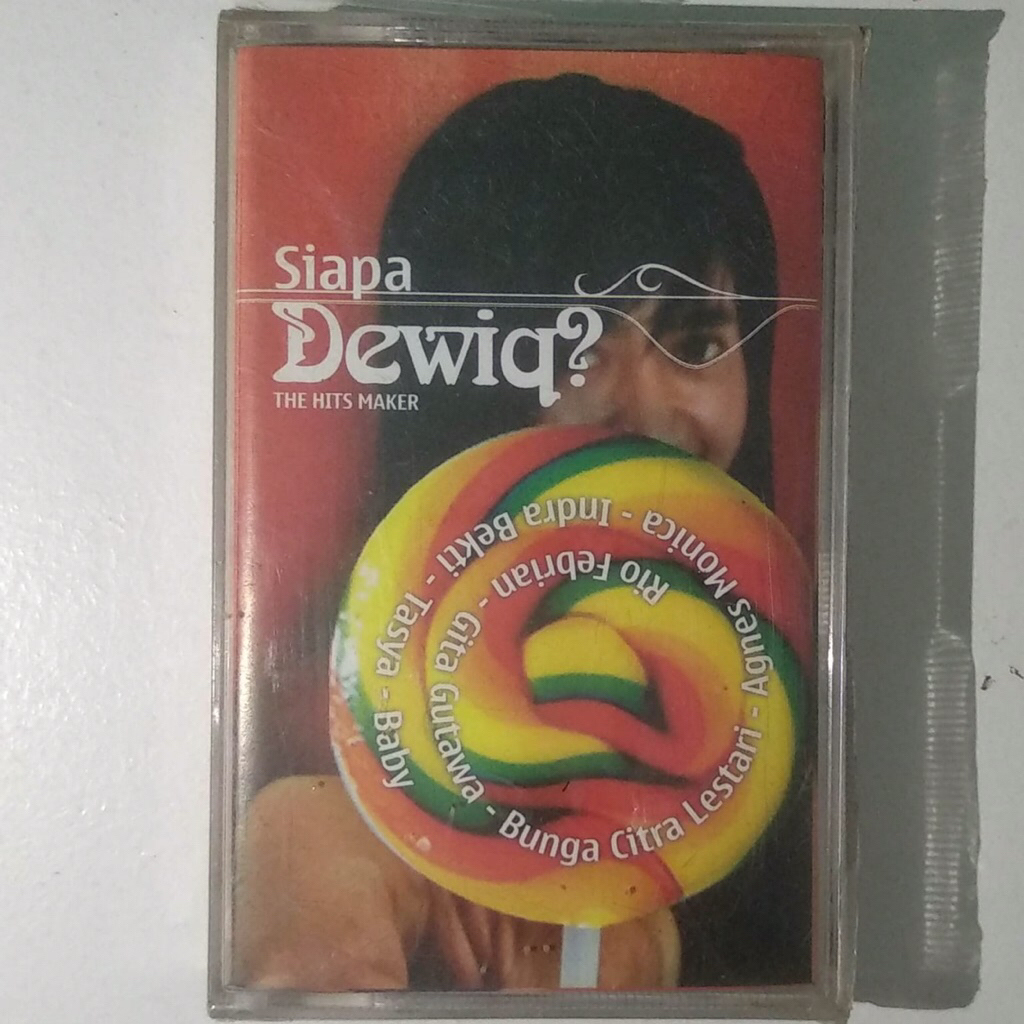 Siapa
Dewiq?
THE HITS MAKER
Rio Febrian - Gita Gutawa - Bunga Citra Lestari - Agnes Monica - Indra Bekti - Tasya - Baby